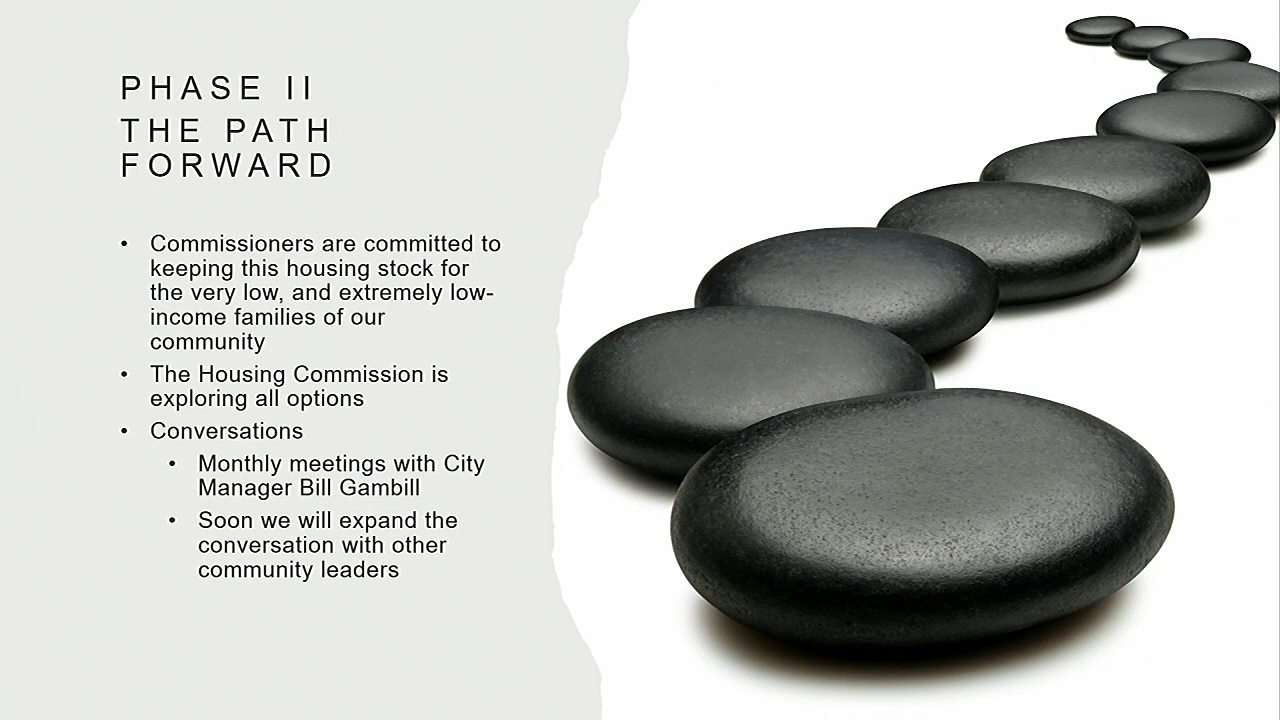 PHASE II
THE PATH
FORWARD
• Commissioners are committed to
keeping this housing stock for
the very low, and extremely low-
income families of our
community
• The Housing Commission is
exploring all options
• Conversations
• Monthly meetings with City
Manager Bill Gambill
• Soon we will expand the
conversation with other
community leaders